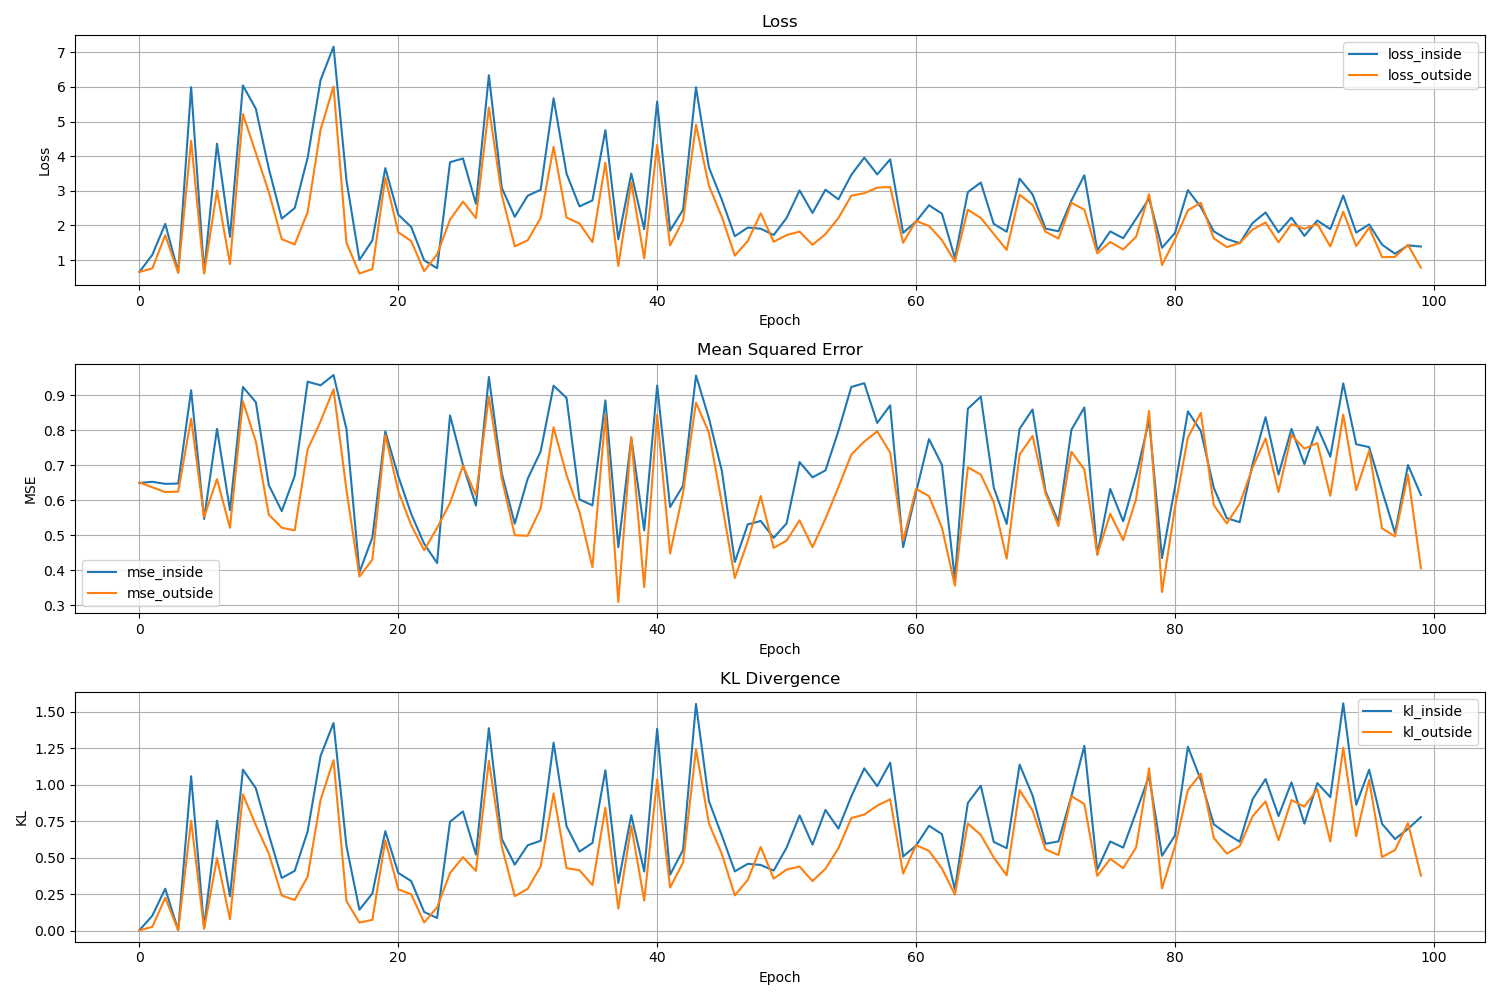 Loss
7
6
5
4
3
2
1
Loss
loss_inside
loss_outside
0 20 40 60 80 100
Epoch
Mean Squared Error
0.9
0.8
0.7
0.6
0.5
0.4
0.3
MSE
mse_inside
mse_outside
0 20 40 60 80 100
Epoch
KL Divergence
1.50
1.25
1.00
0.75
0.50
0.25
0.00
KL
kl_inside
kl_outside
0 20 40 60 80 100
Epoch